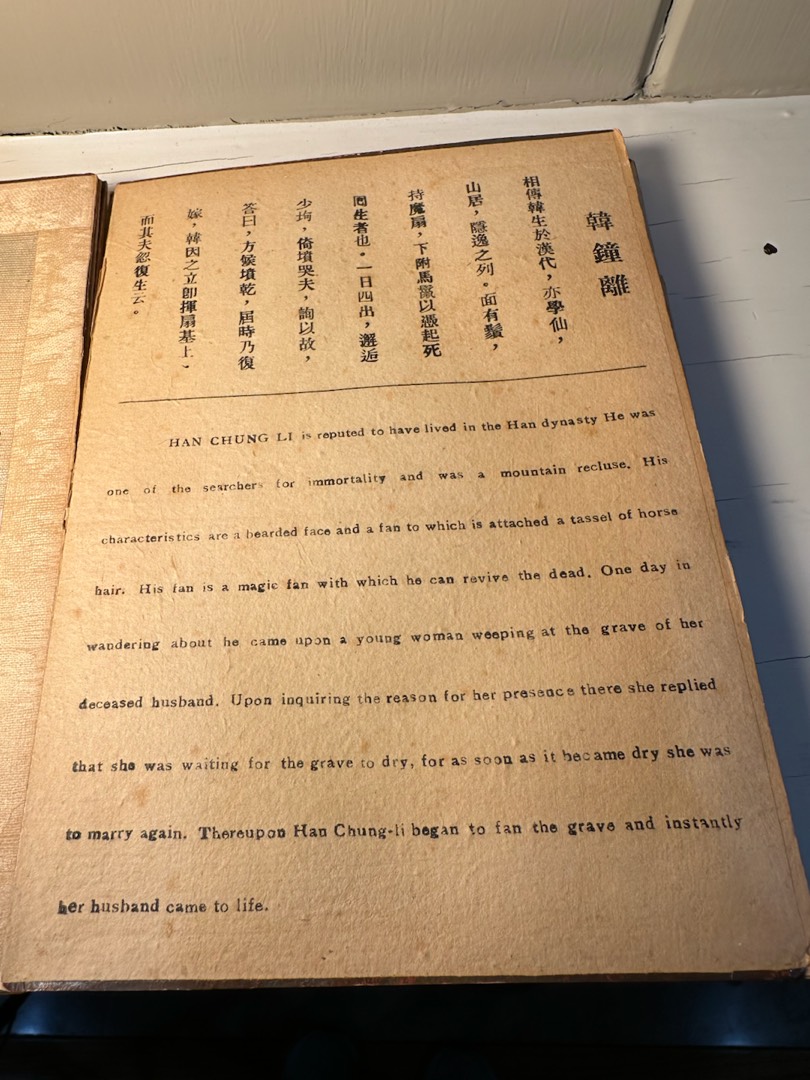 韓鐘離
相傳韓生於漢代，亦學仙，
山居，隱逸之列。面有鬚，
持魔扇，下附馬以憑起死
囘生者也。一日四出，邂逅
少，倚墳哭夫，詢以故，
答曰，方候墳乾，屆時乃復
嫁，韓因之立卽揮扇基上．
而其夫忽復生云。
HAN CHUNG LI is reputed to have lived in the Han dynasty He was
one of the searchers for immortality and was a mountain recluse. His
characteristics are a bearded face and a fan to which is attached a tassel of horse
hair. His fan is a magic fan with which he can revive the dead. One day in
wandering about he came upon a young woman weeping at the grave of her
deceased husband. Upon inquiring the reason for her presence there she replied
that she was waiting for the grave to dry, for as soon as it became dry she was
to marry again. Thereupon Han Chung-li began to fan the grave and instantly
her husband came to life.